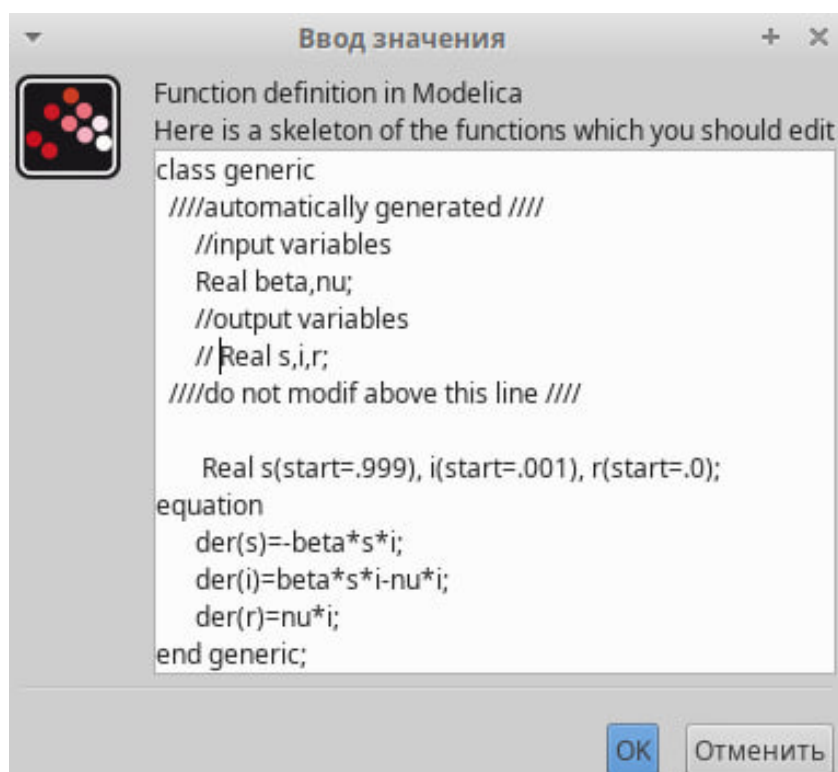 Ввод значения
Function definition in Modelica
Here is a skeleton of the functions which you should edit
class generic
////automatically generated ////
//input variables
Real beta,nu;
//output variables
// Real s,i,r;
////do not modif above this line ////
Real s(start=.999), i(start=.001), r(start=.0);
equation
der(s)=-beta*s*i;
der(i)=beta*s*i-nu*i;
der(r)=nu*i;
end generic;
OK
Отменить